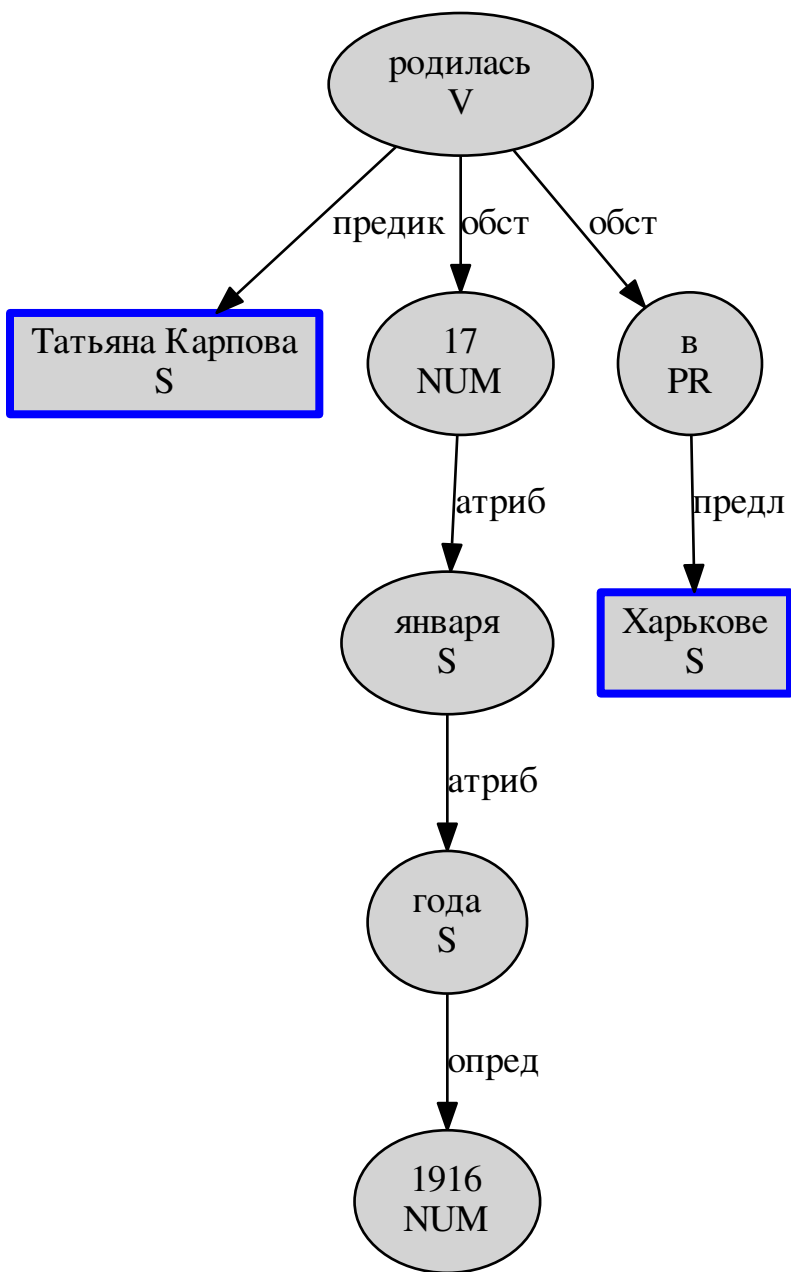 родилась
V
предик
обст
обст
Татьяна Карпова
S
17
NUM
в
PR
атриб
предл
января
S
Харькове
S
атриб
года
S
опред
1916
NUM